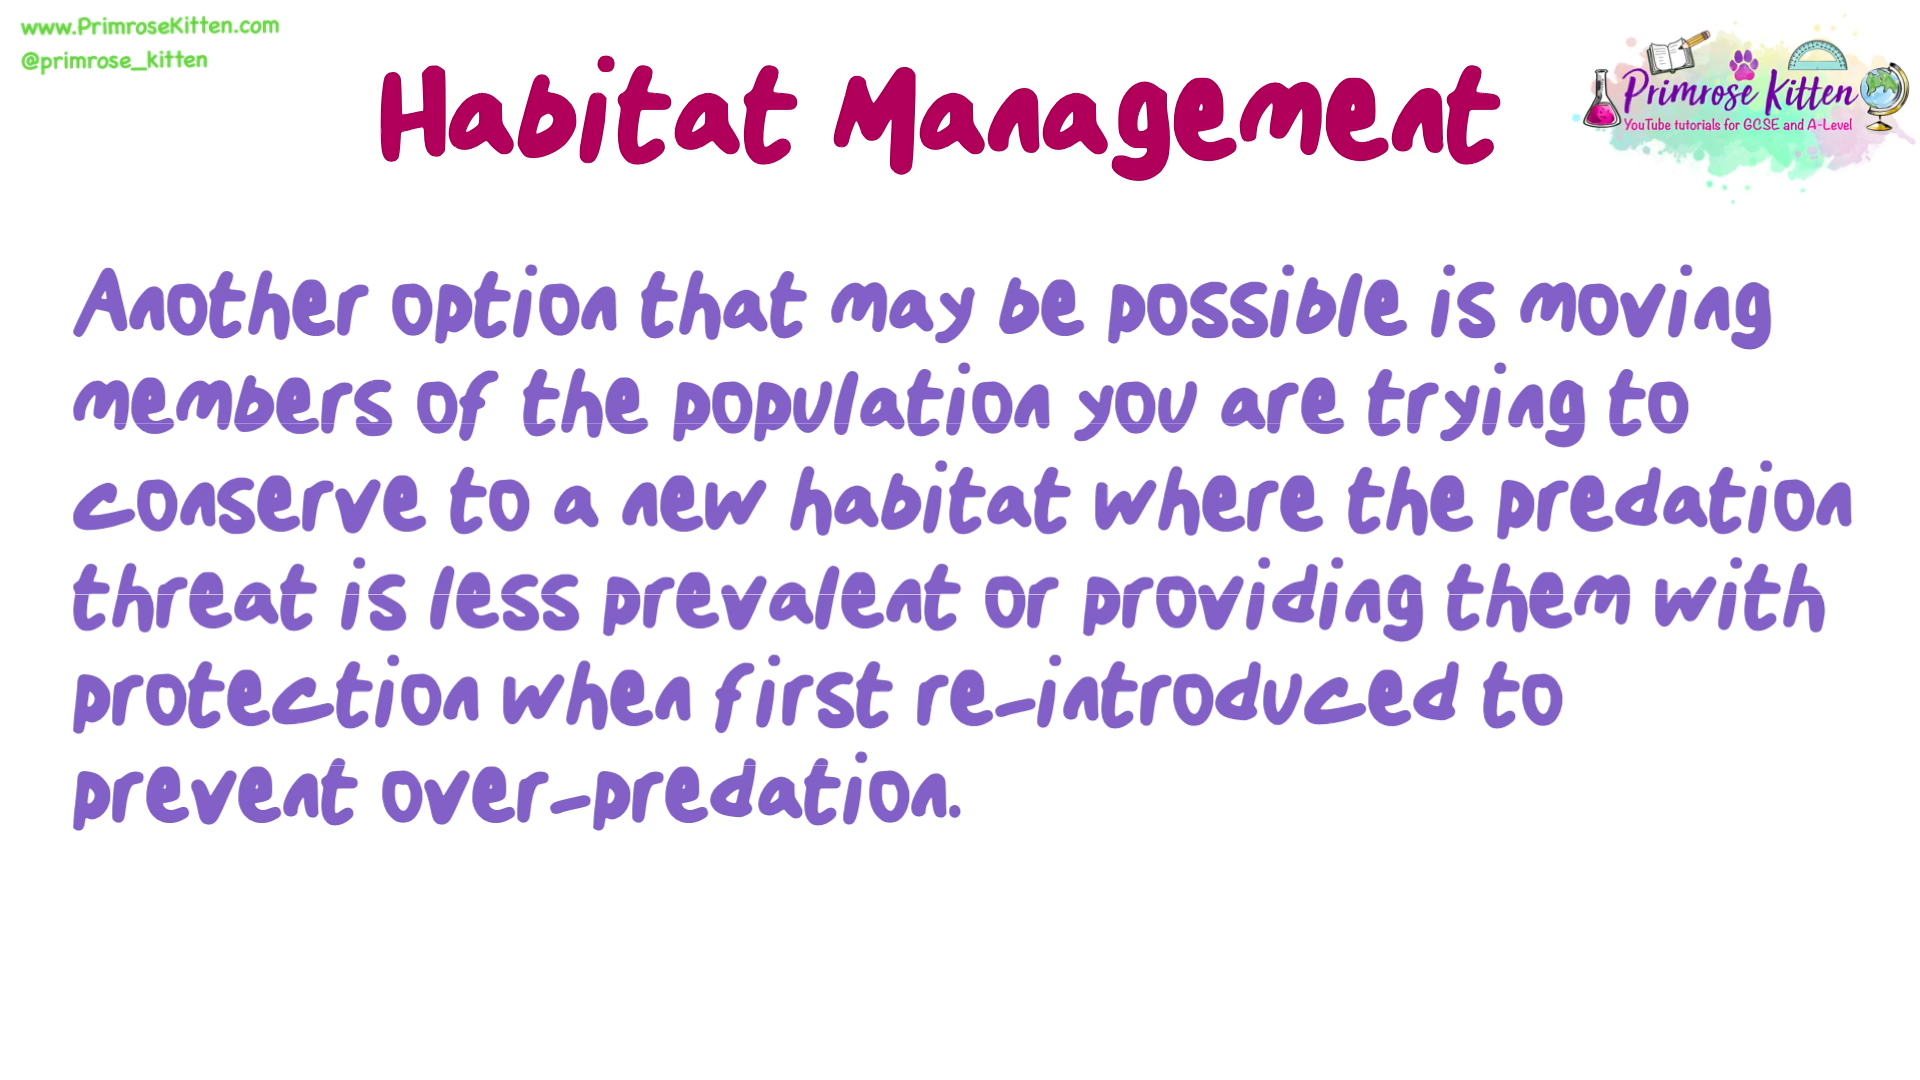 www.PrimroseKitten.com
@primrose_kitten
Habitat Management
Primrose Kitten
YouTube tutorials for GCSE and A-Level
Another option that may be possible is moving
members of the population you are trying to
conserve to a new habitat where the predation
threat is less prevalent or providing them with
protection when first re-introduced to
prevent over-predation.